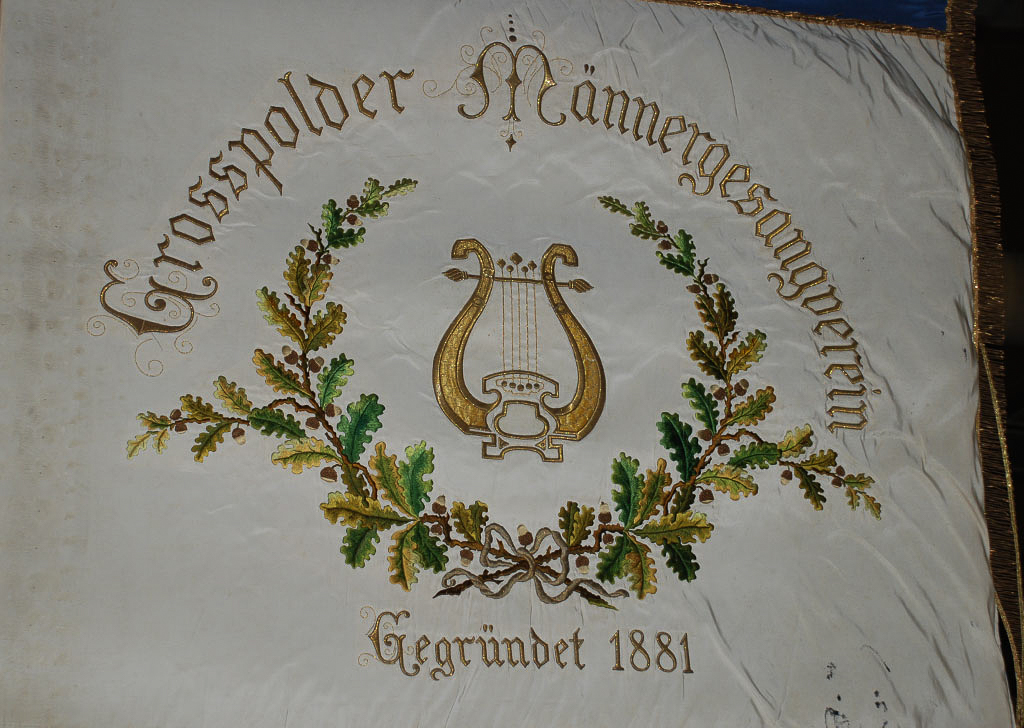 Grosspolder Männergesangverein
Gegründet 1881